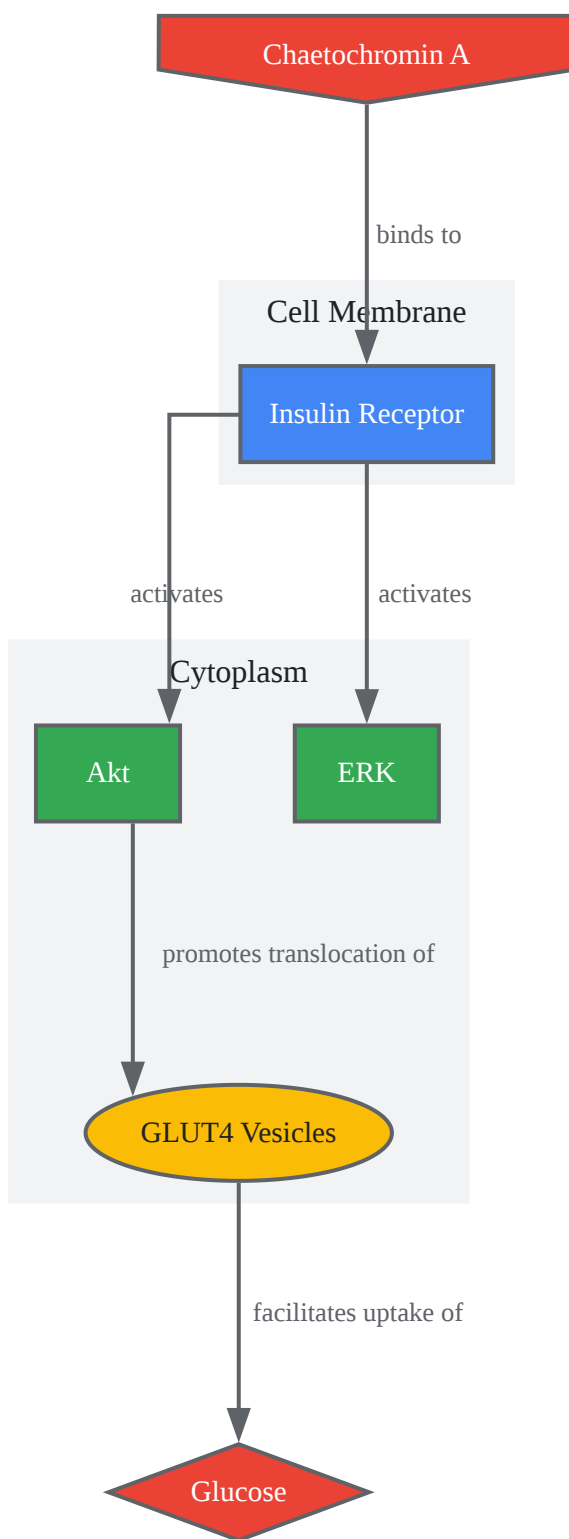 Chaetochromin A
binds to
Cell Membrane
Insulin Receptor
activates
activates
Cytoplasm
Akt
ERK
promotes translocation of
GLUT4 Vesicles
facilitates uptake of
Glucose